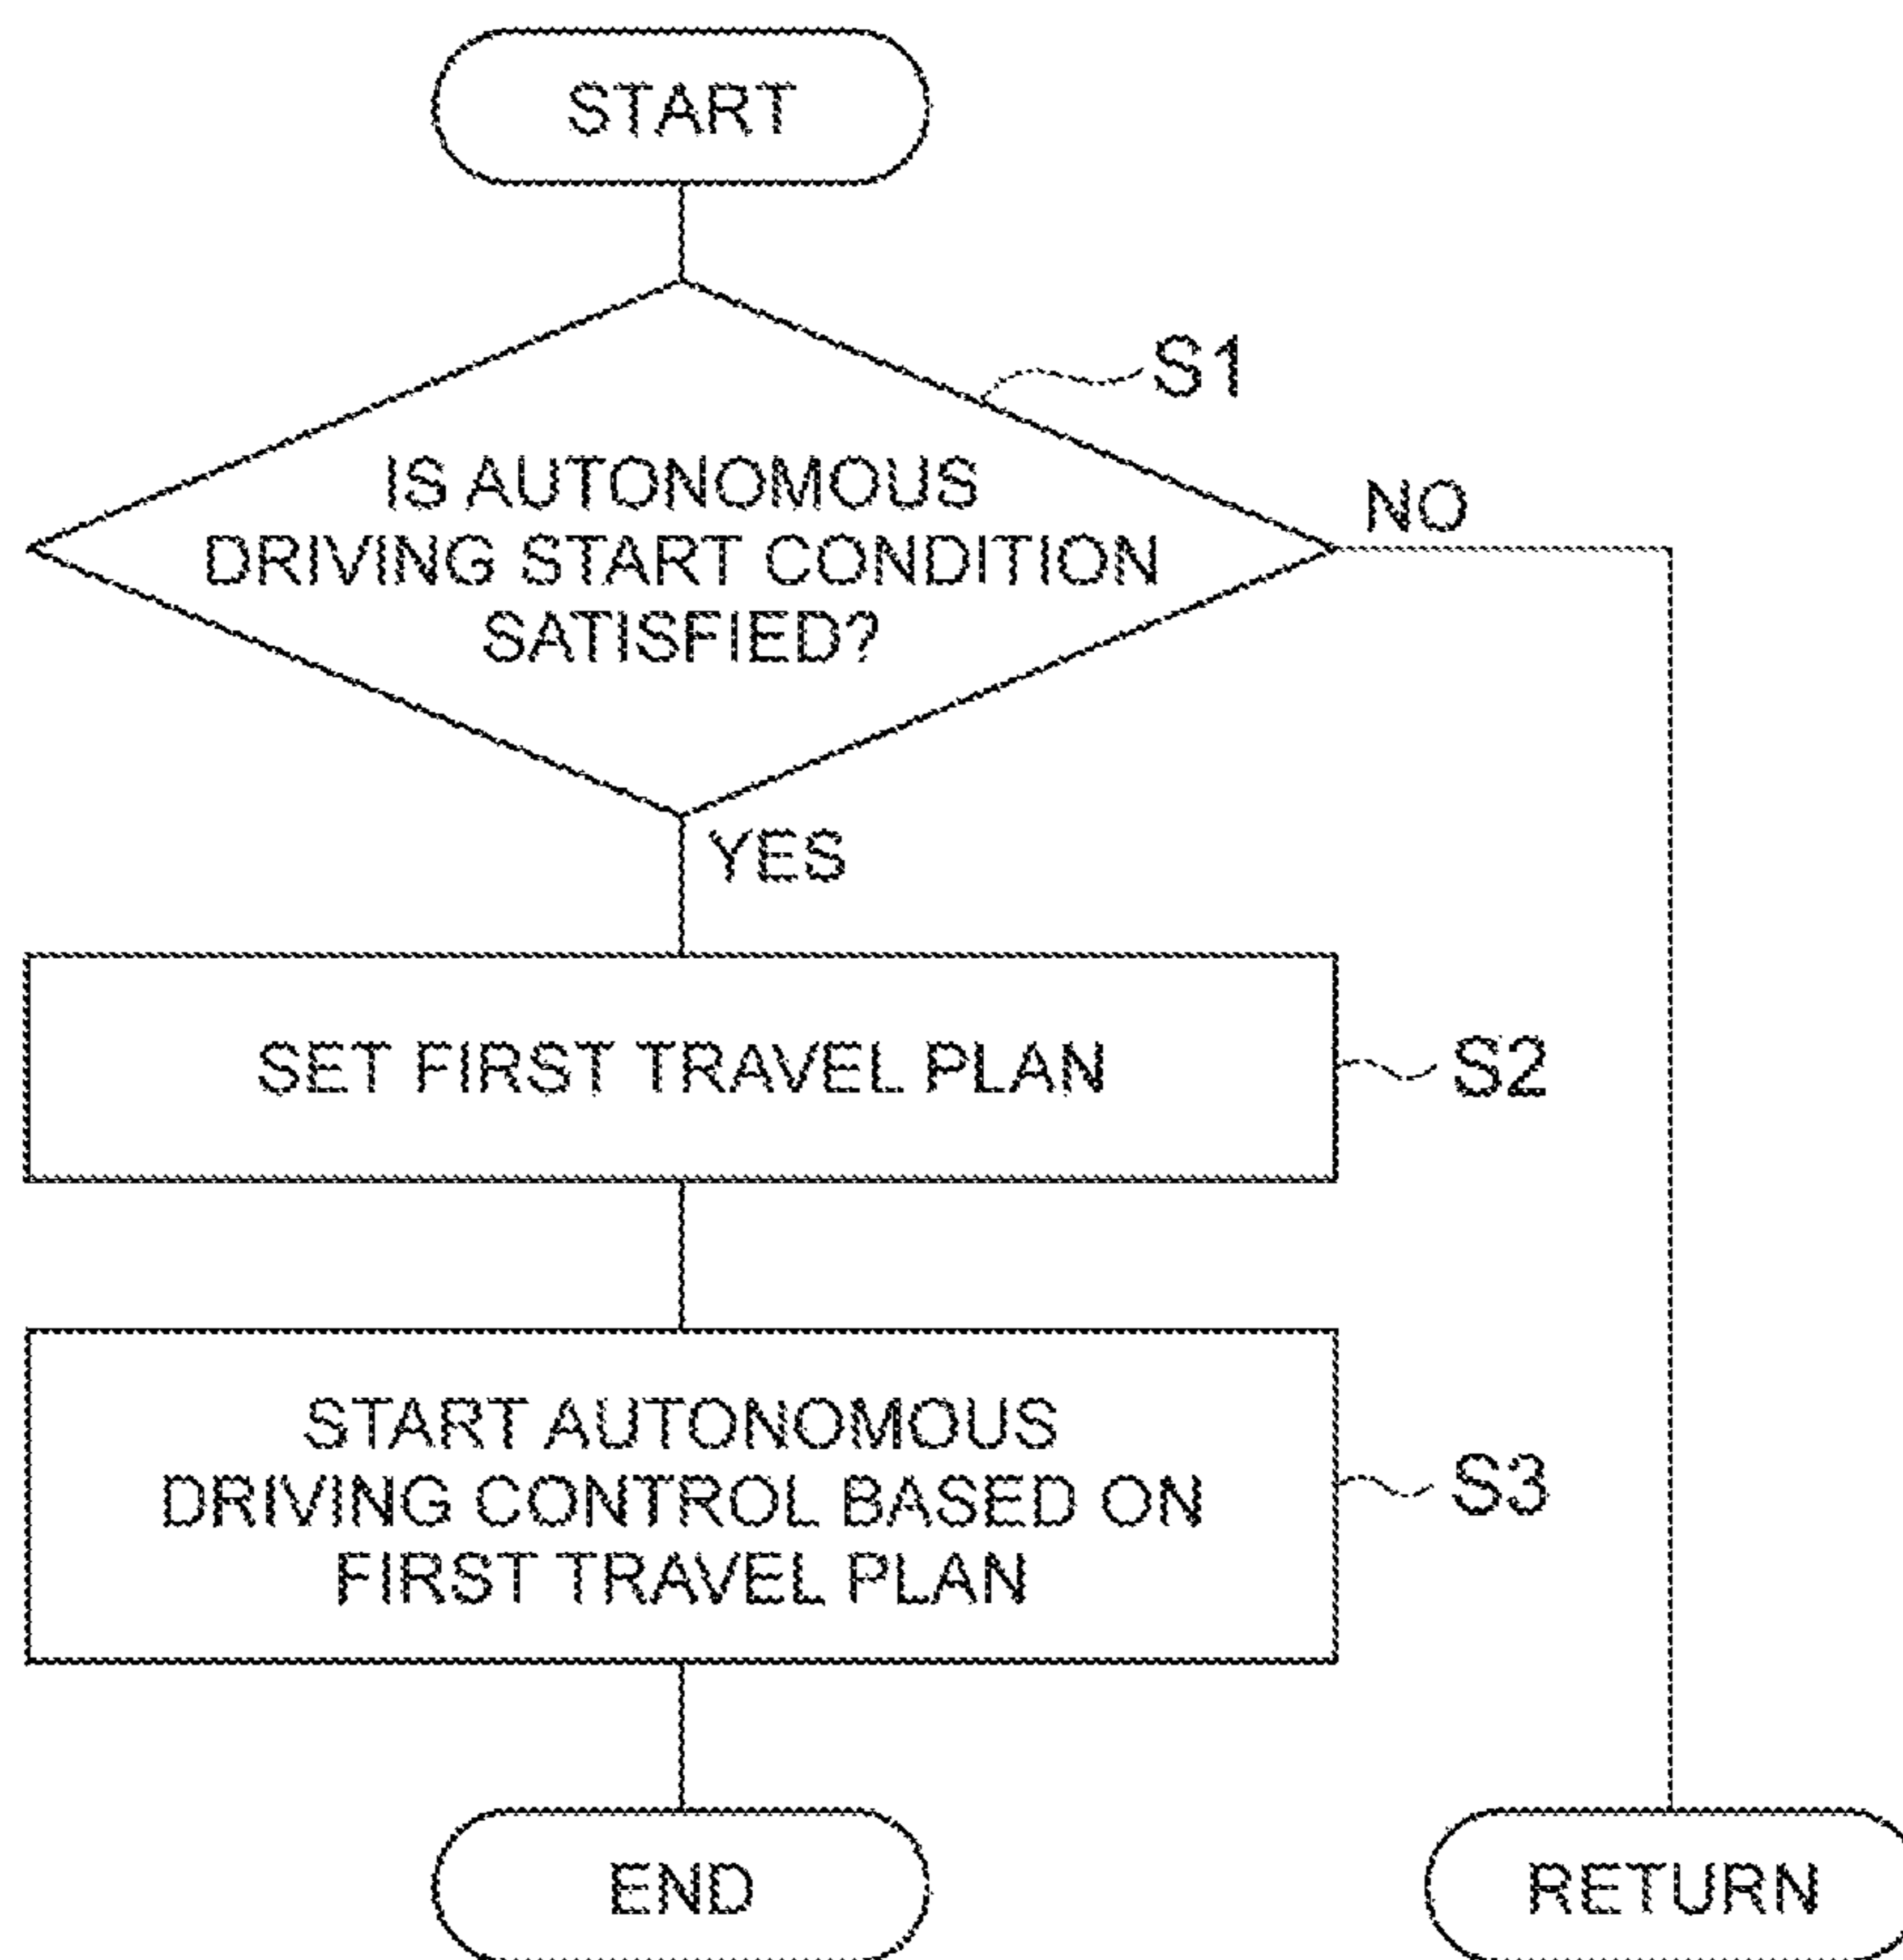 START
S1
IS AUTONOMOUS
DRIVING START CONDITION
SATISFIED?
NO
YES
SET FIRST TRAVEL PLAN
S2
START AUTONOMOUS
DRIVING CONTROL BASED ON
FIRST TRAVEL PLAN
S3
END
RETURN